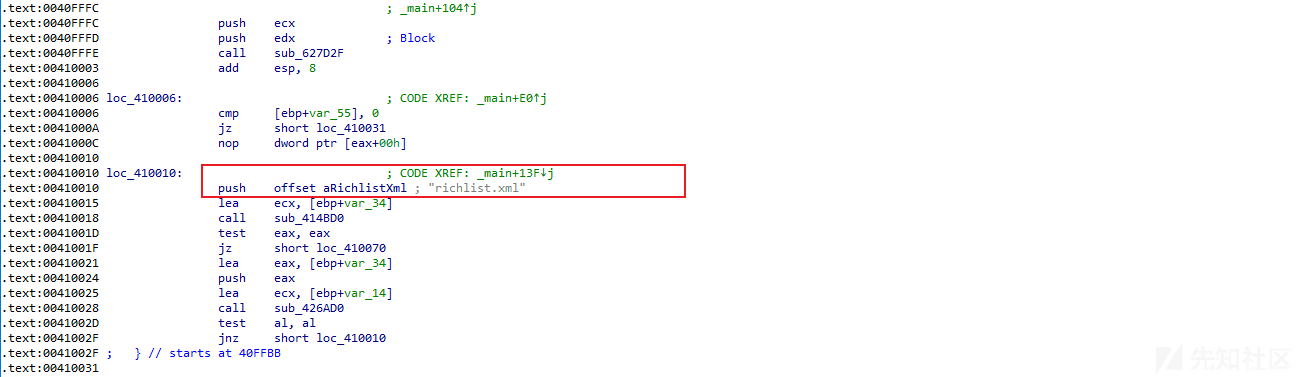 .text:0040FFFC ; _main+104↑j
.text:0040FFFC push ecx
.text:0040FFFD push edx ; Block
.text:0040FFFE call sub_627D2F
.text:00410003 add esp, 8
.text:00410006
.text:00410006 loc_410006: ; CODE XREF: _main+E0↑j
.text:00410006 cmp [ebp+var_55], 0
.text:0041000A jz short loc_410031
.text:0041000C nop dword ptr [eax+00h]
.text:00410010
.text:00410010 loc_410010: ; CODE XREF: _main+13F↓j
.text:00410010 push offset aRichlistXml ; "richlist.xml"
.text:00410015 lea ecx, [ebp+var_34]
.text:00410018 call sub_414BD0
.text:0041001D test eax, eax
.text:0041001F jz short loc_410070
.text:00410021 lea eax, [ebp+var_34]
.text:00410024 push eax
.text:00410025 lea ecx, [ebp+var_14]
.text:00410028 call sub_426AD0
.text:0041002D test al, al
.text:0041002F jnz short loc_410010
.text:0041002F ; } // starts at 40FFBB
.text:00410031
先知社区